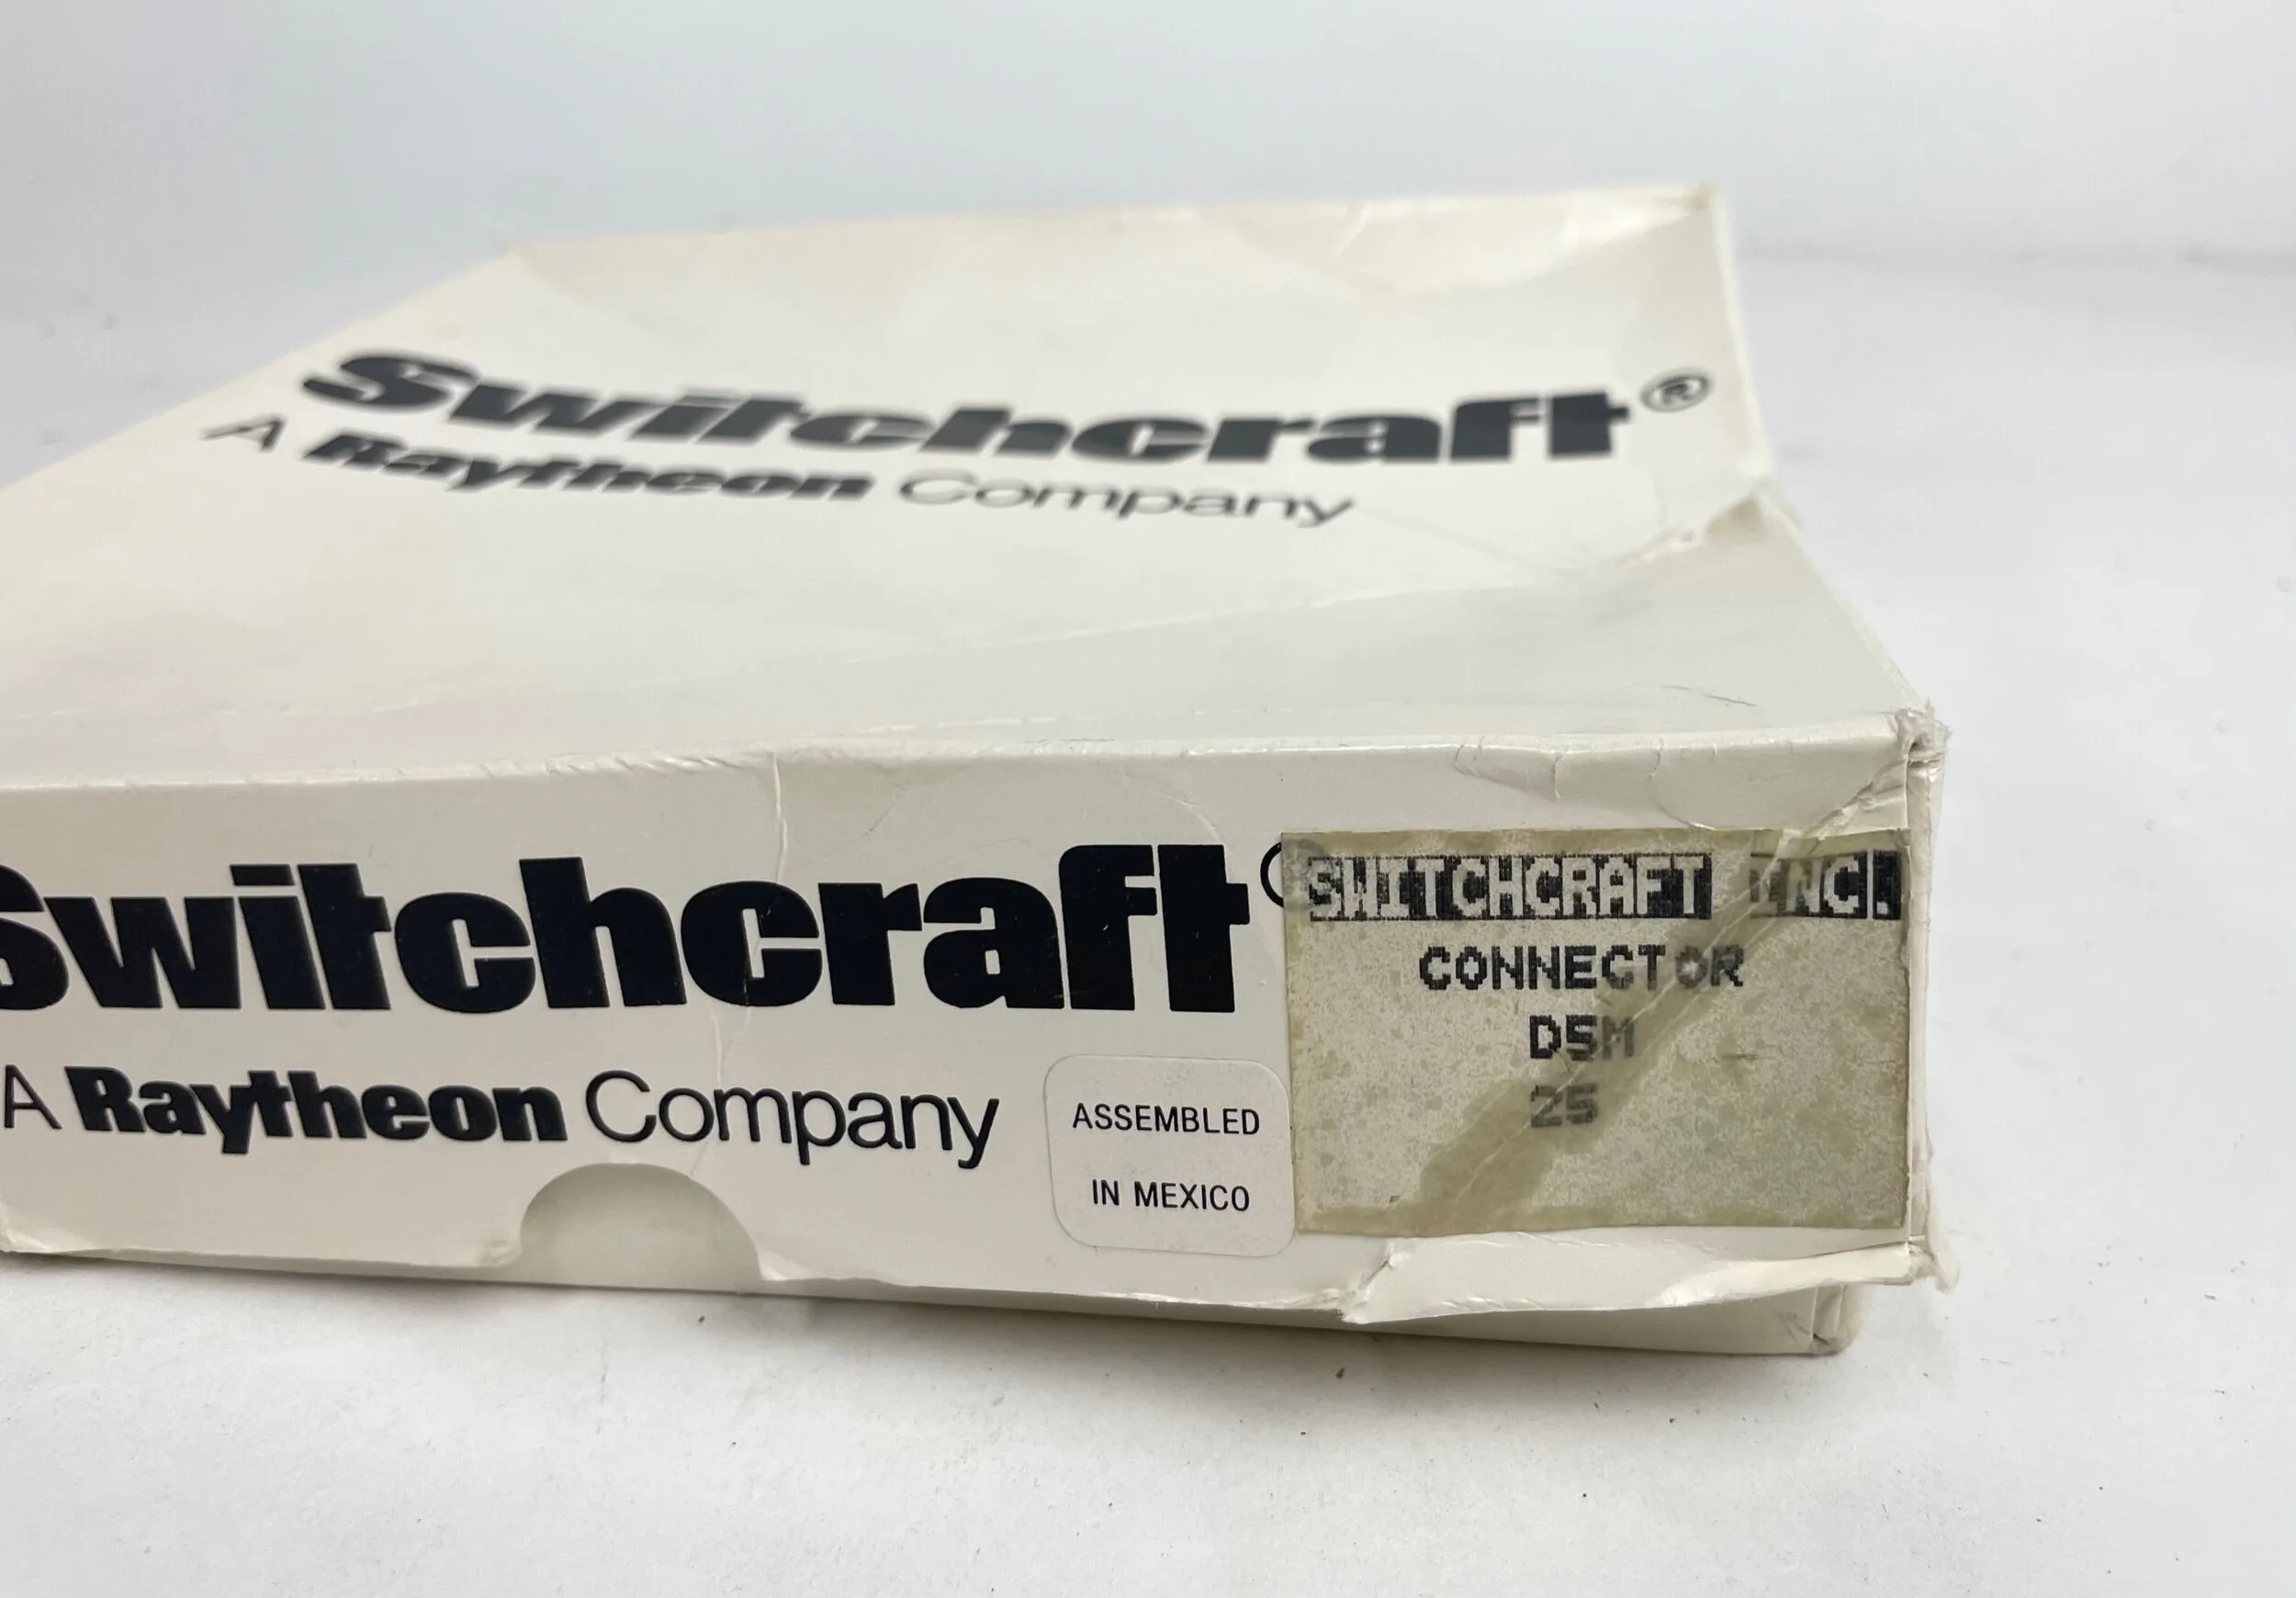 Switchcraft®
A Raytheon Company
Switchcraft
A Raytheon Company
ASSEMBLED
IN MEXICO
SWITCHCRAFT INC.
CONNECTOR
D5M
25